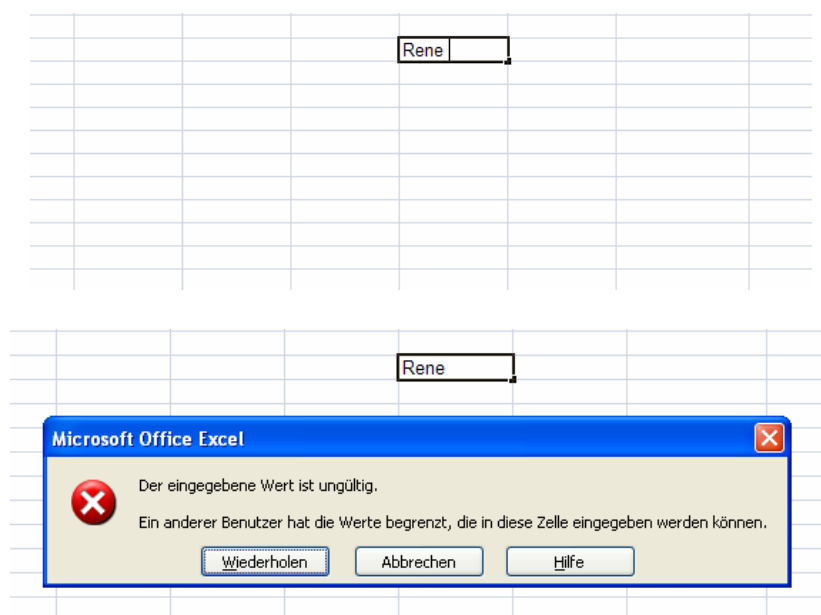 Rene
Rene
Microsoft Office Excel
Der eingegebene Wert ist ungültig.
Ein anderer Benutzer hat die Werte begrenzt, die in diese Zelle eingegeben werden können.
Wiederholen Abbrechen Hilfe